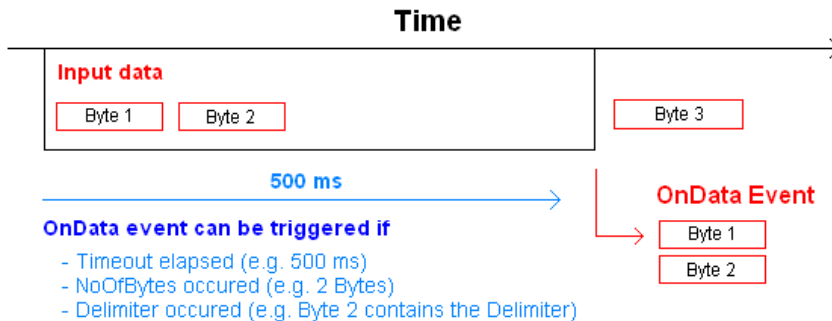 Time
Input data
Byte 1
Byte 2
Byte 3
500 ms
OnData Event
OnData event can be triggered if
Byte 1
- Timeout elapsed (e.g. 500 ms)
Byte 2
- NoOfBytes occured (e.g. 2 Bytes)
- Delimiter occured (e.g. Byte 2 contains the Delimiter)